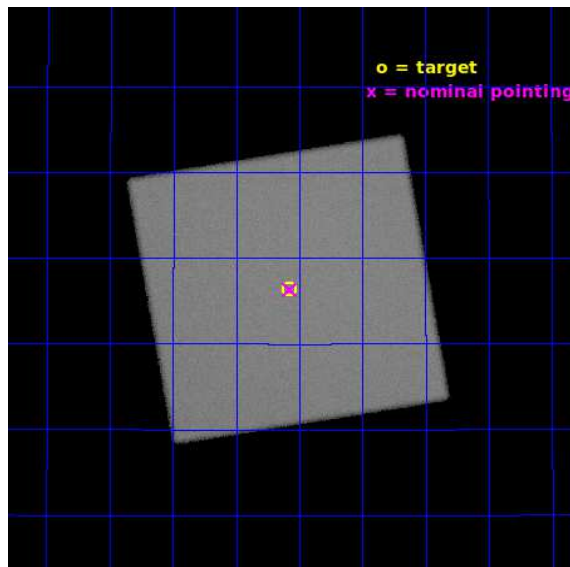 o = target
x = nominal pointing